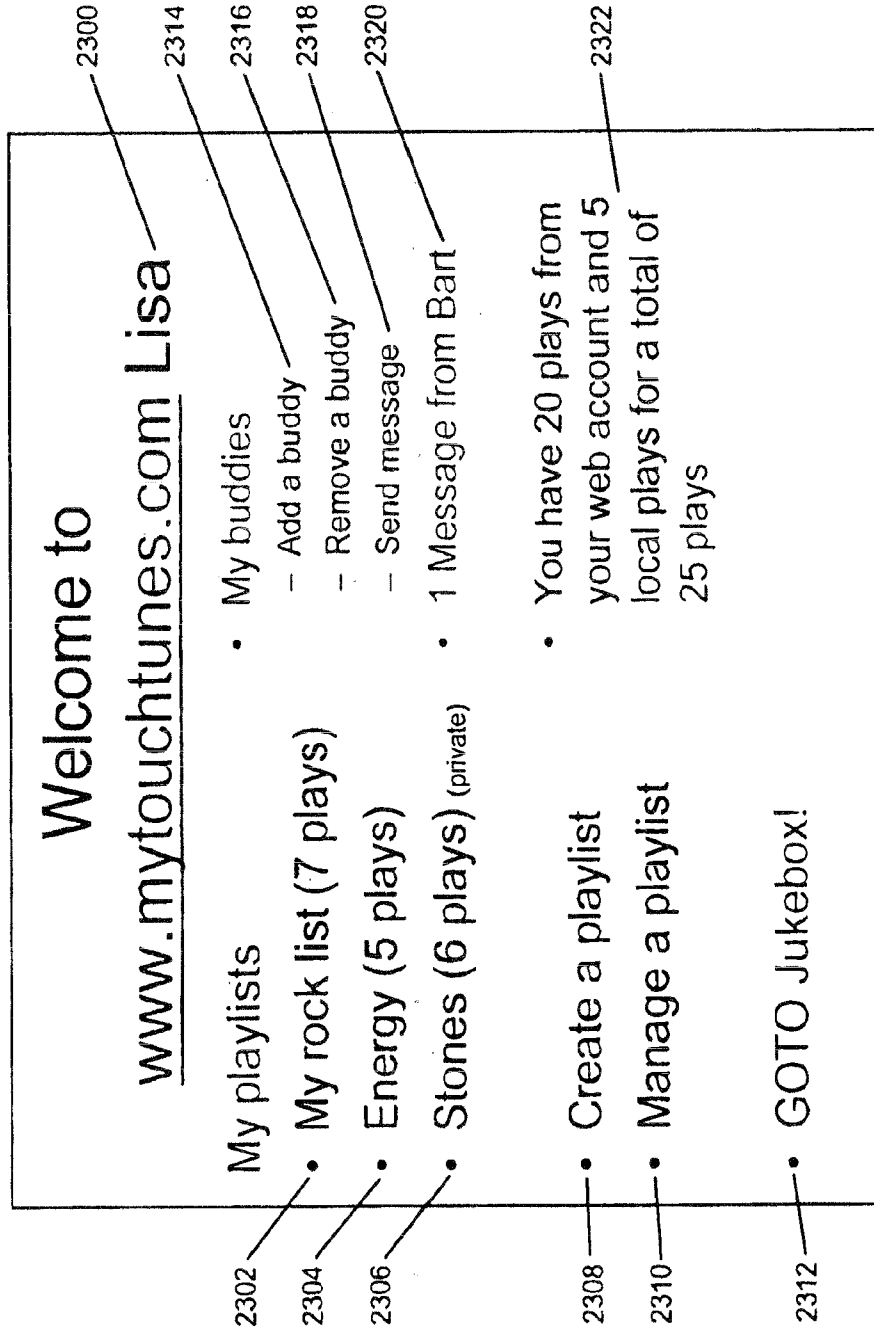 Welcome to
www.mytouchtunes.com Lisa
2300
My playlists
2302 • My rock list (7 plays)
2304 • Energy (5 plays)
2306 • Stones (6 plays) (private)
2308 • Create a playlist
2310 • Manage a playlist
2312 • GOTO Jukebox!
• My buddies
– Add a buddy 2314
– Remove a buddy 2316
– Send message 2318
• 1 Message from Bart 2320
• You have 20 plays from
your web account and 5 2322
local plays for a total of
25 plays